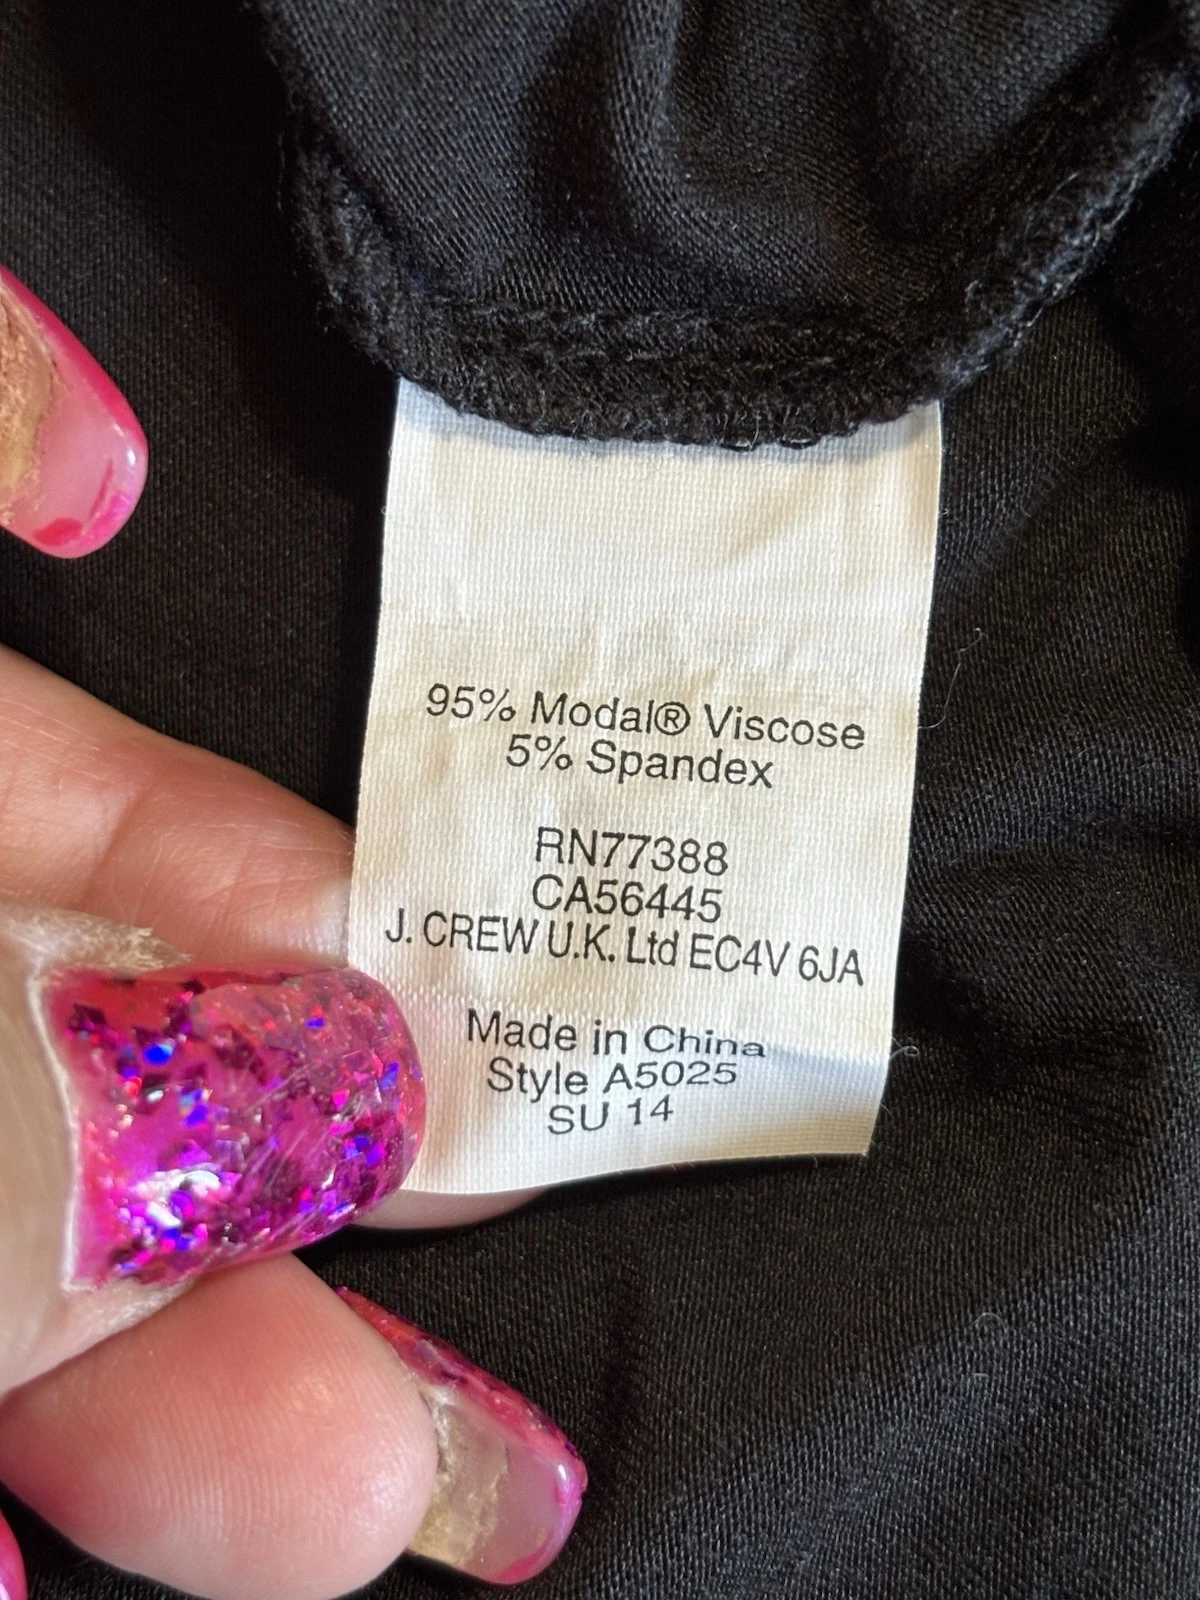 95% Modal® Viscose
5% Spandex
RN77388
CA56445
J. CREW U.K. Ltd EC4V 6JA
Made in China
Style A5025
SU 14